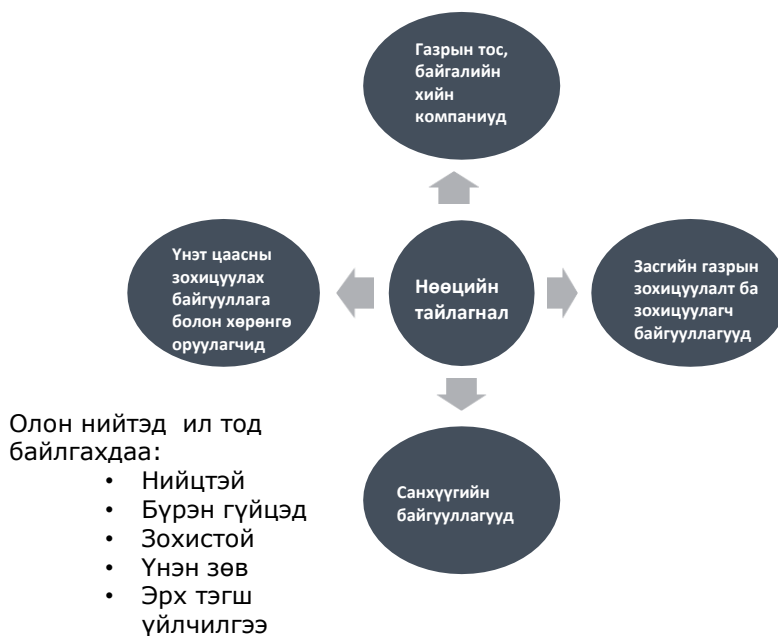 Газрын тос,
байгалийн
хийн
компаниуд
Үнэт цаасны
зохицуулах
байгууллага
болон хөрөнгө
оруулагчид
Нөөцийн
тайлагнал
Засгийн газрын
зохицуулалт ба
зохицуулагч
байгууллагууд
Санхүүгийн
байгууллагууд
Олон нийтэд ил тод
байлгахдаа:
• Нийцтэй
• Бүрэн гүйцэд
• Зохистой
• Үнэн зөв
• Эрх тэгш
үйлчилгээ